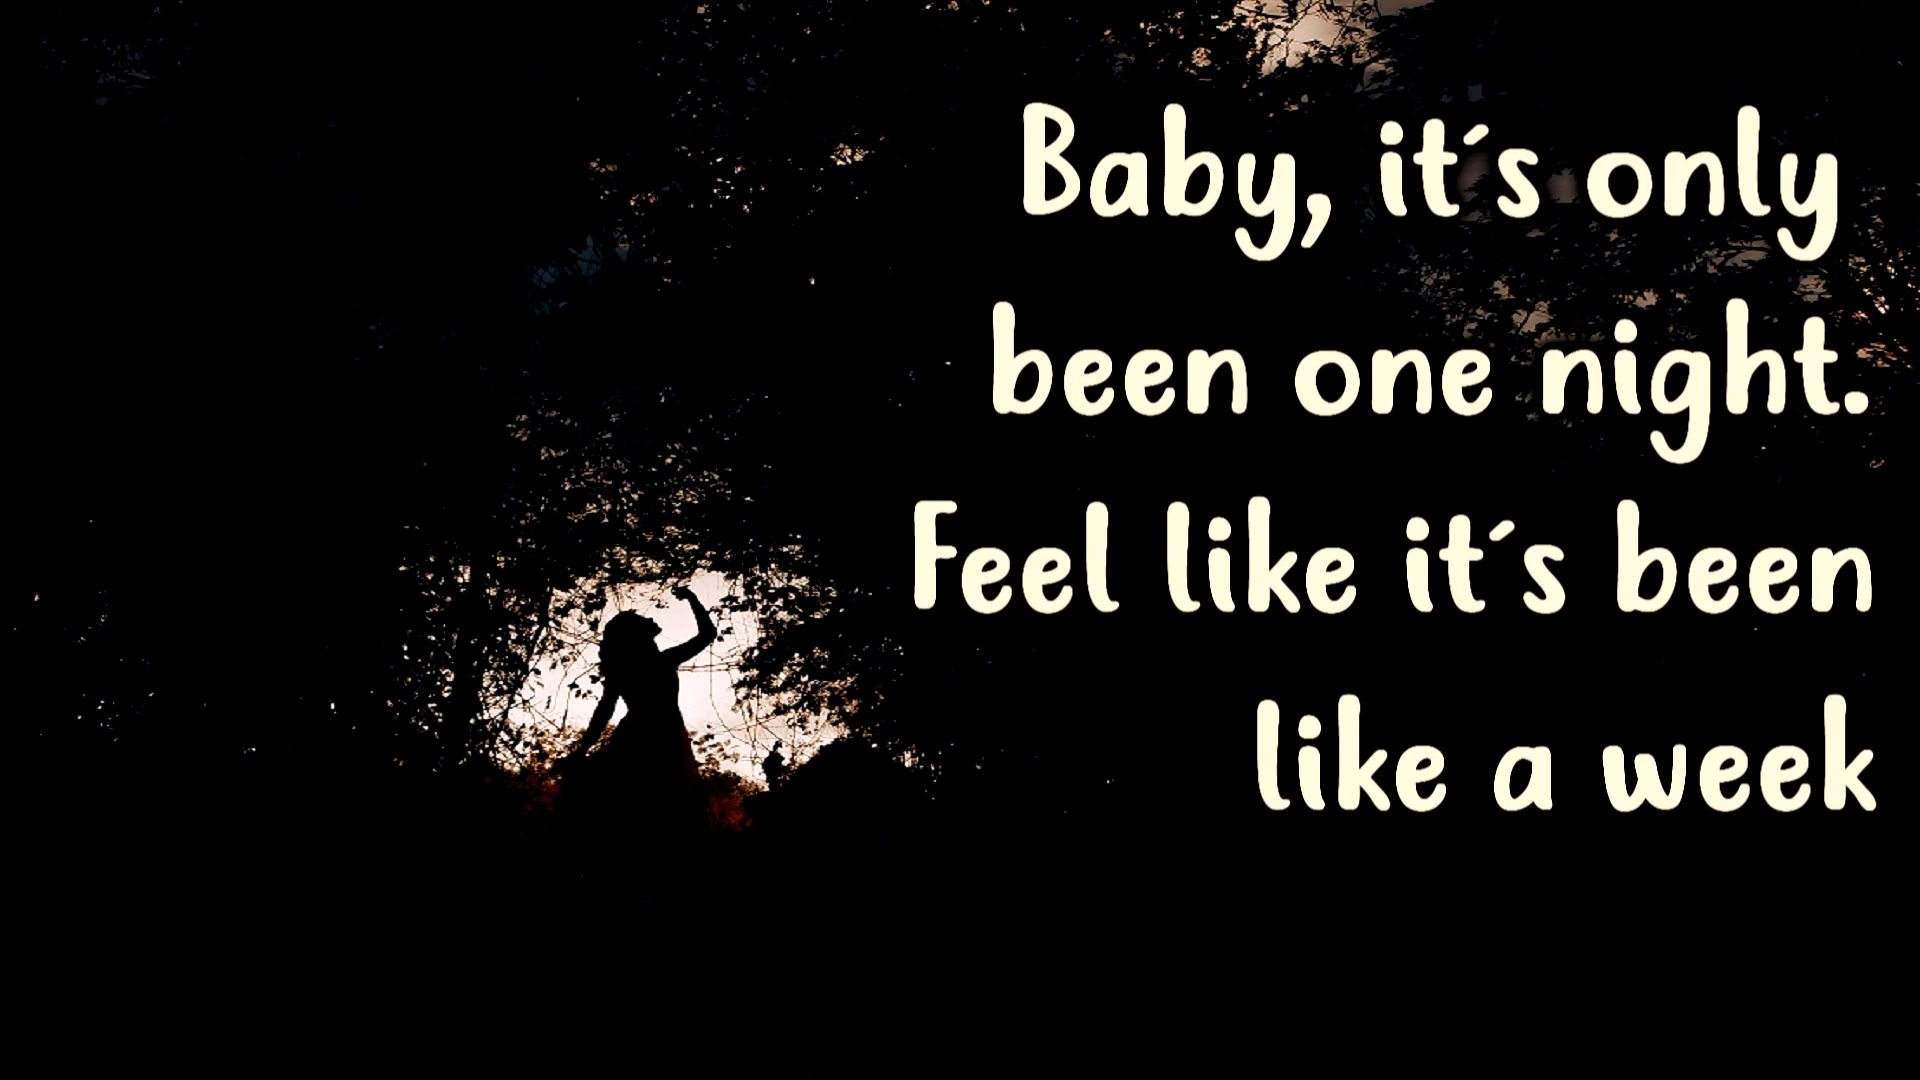 Baby, it´s only
been one night.
Feel like it´s been
like a week